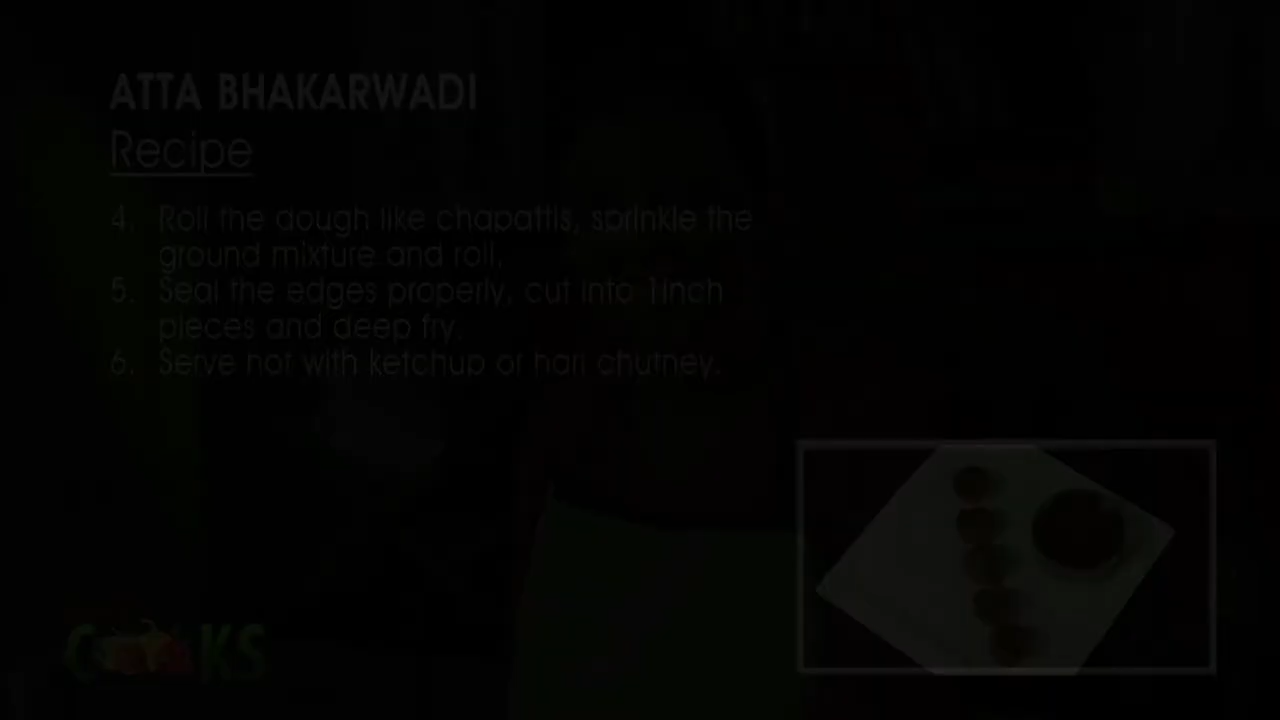 ATTA BHAKARWADI
Recipe
4. Roll the dough like chapattis, sprinkle the
ground mixture and roll.
5. Seal the edges properly, cut into 1inch
pieces and deep fry.
6. Serve hot with ketchup or hari chutney.
COOKS